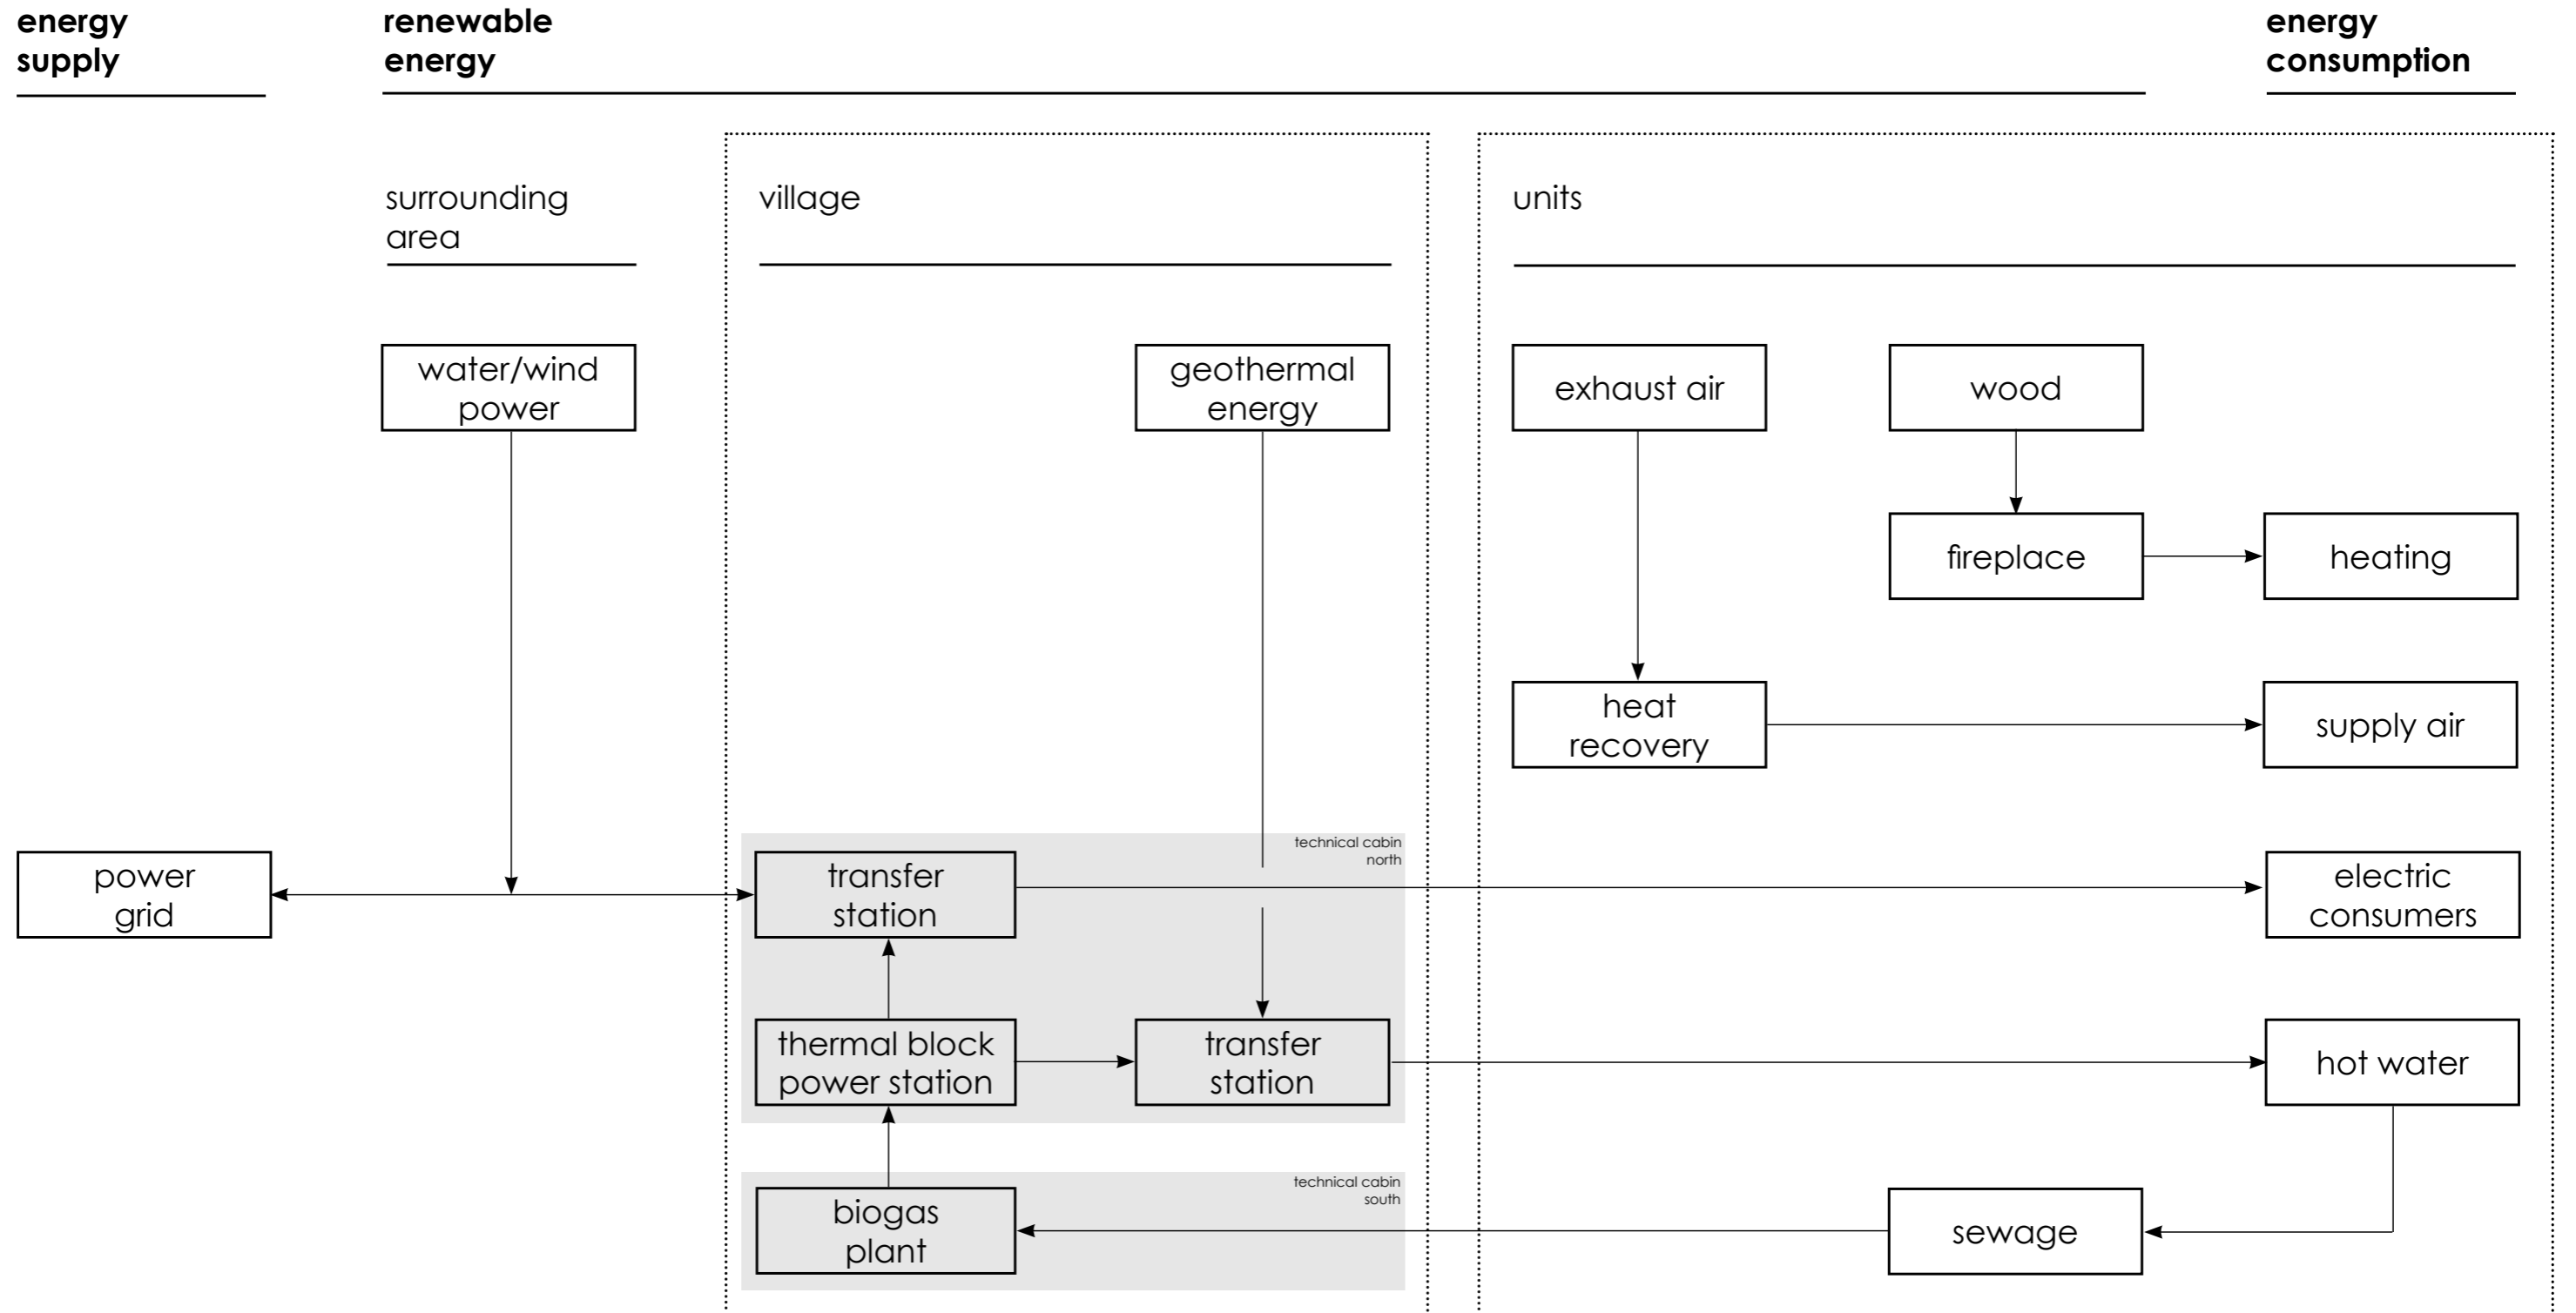 energy
supply
renewable
energy
energy
consumption
surrounding
area
village
units
water/wind
power
geothermal
energy
exhaust air
wood
fireplace
heating
heat
recovery
supply air
technical cabin
north
power
grid
transfer
station
electric
consumers
thermal block
power station
transfer
station
hot water
technical cabin
south
biogas
plant
sewage